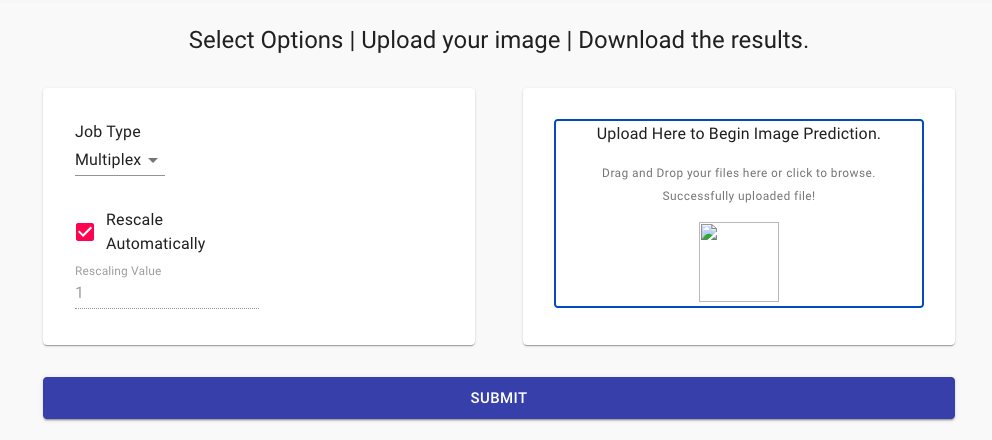 Select Options | Upload your image | Download the results.
Job Type
Multiplex
Rescale
Automatically
Rescaling Value
1
Upload Here to Begin Image Prediction.
Drag and Drop your files here or click to browse.
Successfully uploaded file!
SUBMIT